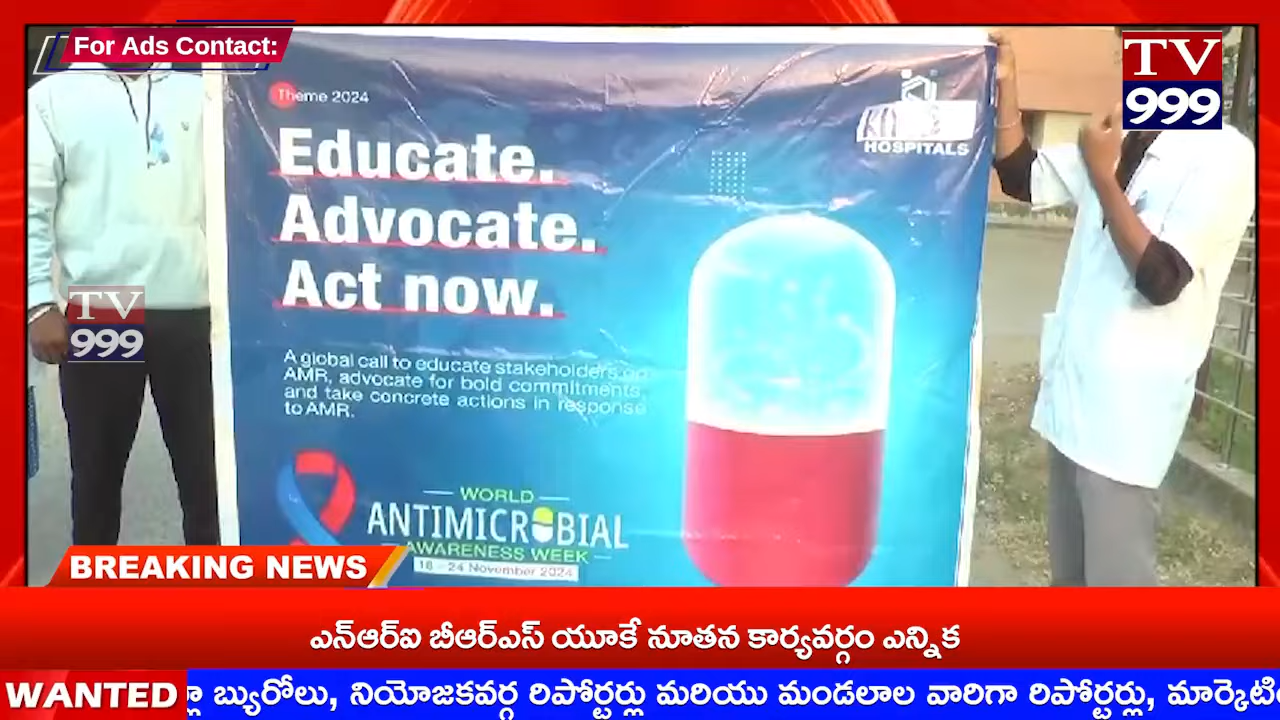 For Ads Contact:
TV
999
Theme 2024
HOSPITALS
Educate.
Advocate.
Act now.
A global call to educate stakeholders on
AMR, advocate for bold commitments,
and take concrete actions in response
to AMR.
TV
999
WORLD
ANTIMICROBIAL
AWARENESS WEEK
18 - 24 November 2024
BREAKING NEWS
ఎన్ఆర్ఐ బీఆర్ఎస్ యూకే నూతన కార్యవర్గం ఎన్నిక
WANTED
బ్యురోలు, నియోజకవర్గ రిపోర్టర్లు మరియు మండలాల వారిగా రిపోర్టర్లు,